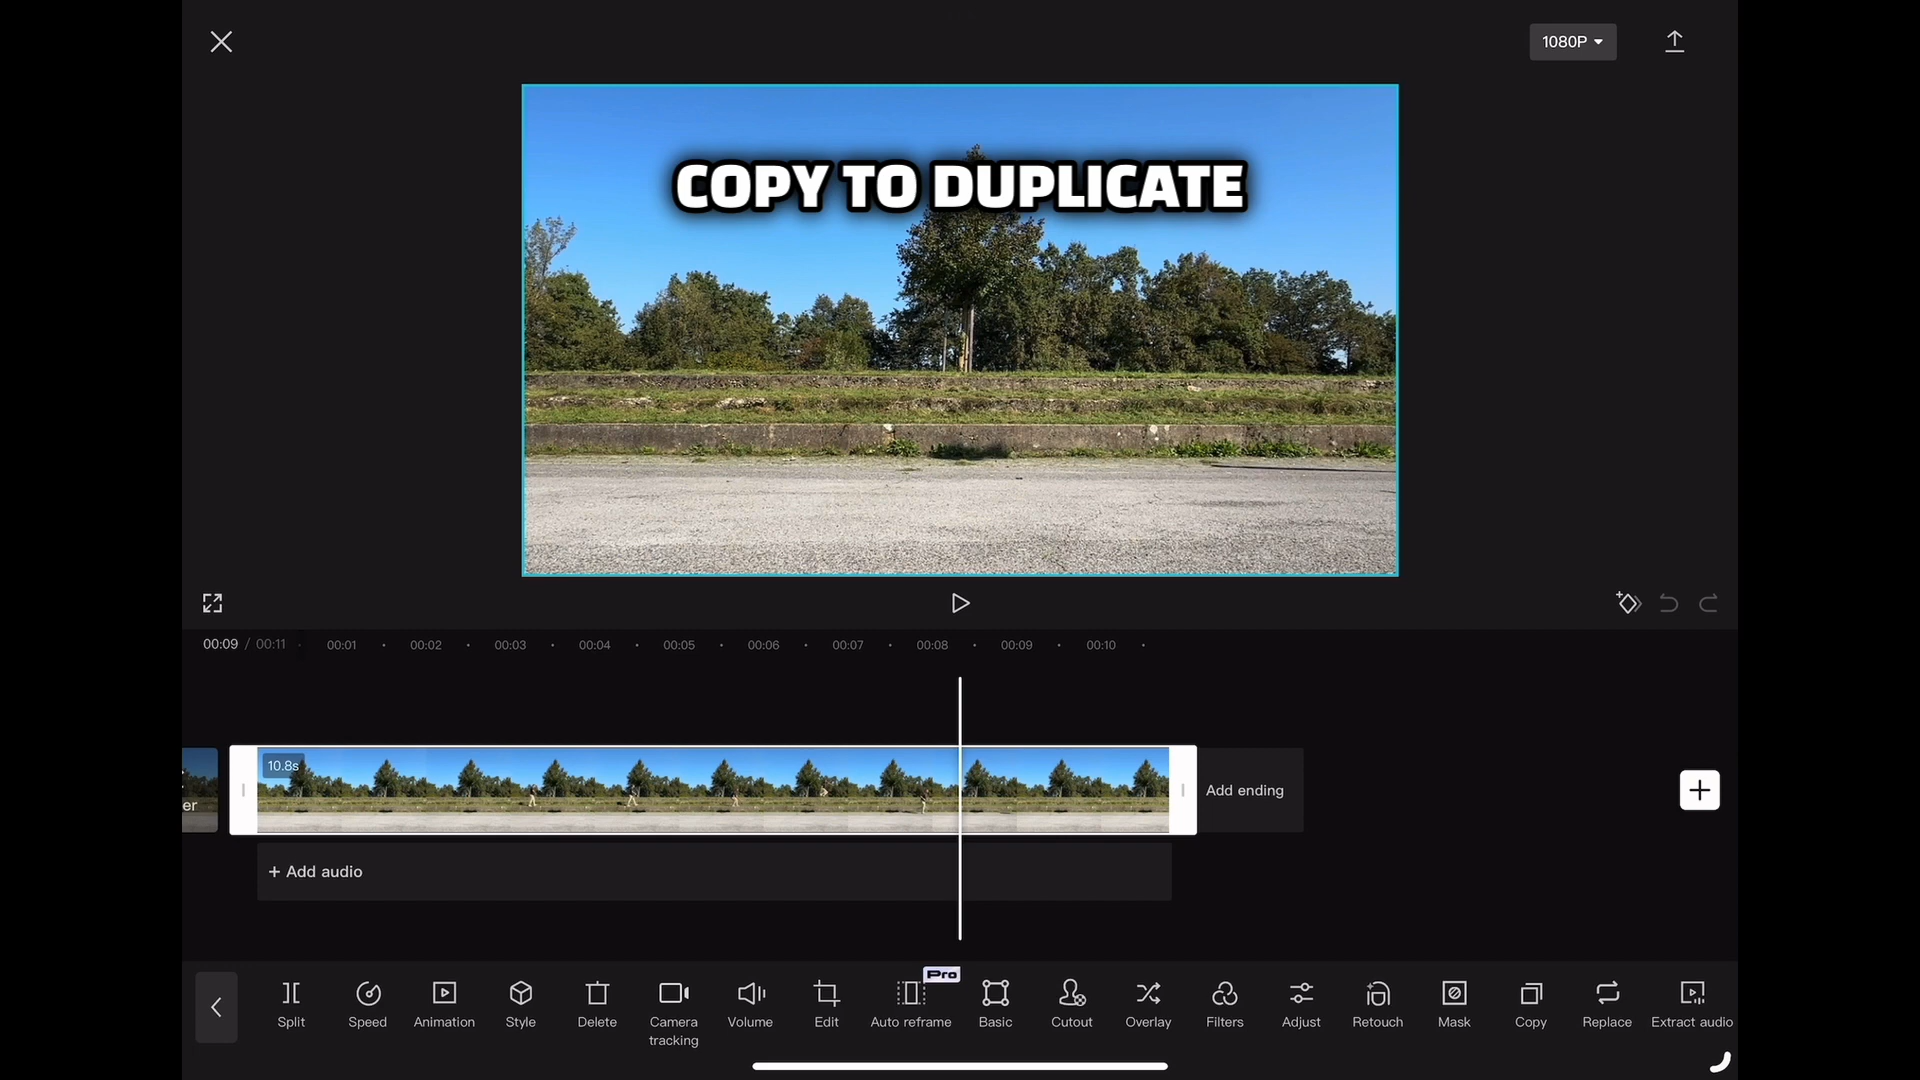 1080P
COPY TO DUPLICATE
00:09 / 00:11
00:01
00:02
00:03
00:04
00:05
00:06
00:07
00:08
00:09
00:10
er
10.8s
Add ending
+ Add audio
Pro
Split
Speed
Animation
Style
Delete
Camera
tracking
Volume
Edit
Auto reframe
Basic
Cutout
Overlay
Filters
Adjust
Retouch
Mask
Copy
Replace
Extract audio